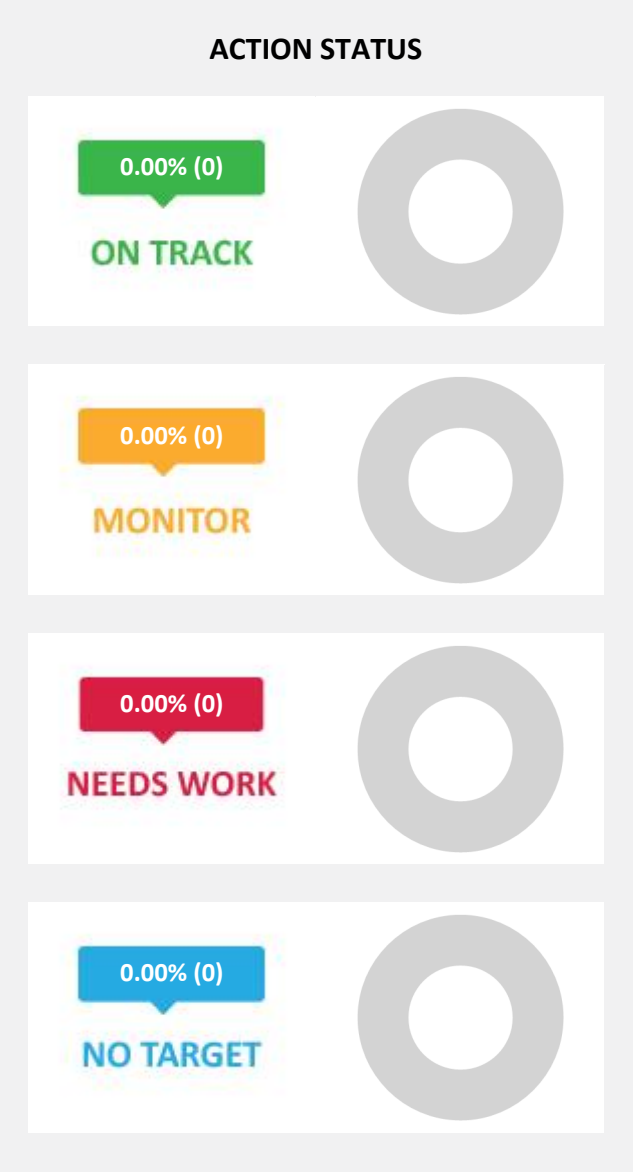 ACTION STATUS
0.00% (0)
ON TRACK
0.00% (0)
MONITOR
0.00% (0)
NEEDS WORK
0.00% (0)
NO TARGET